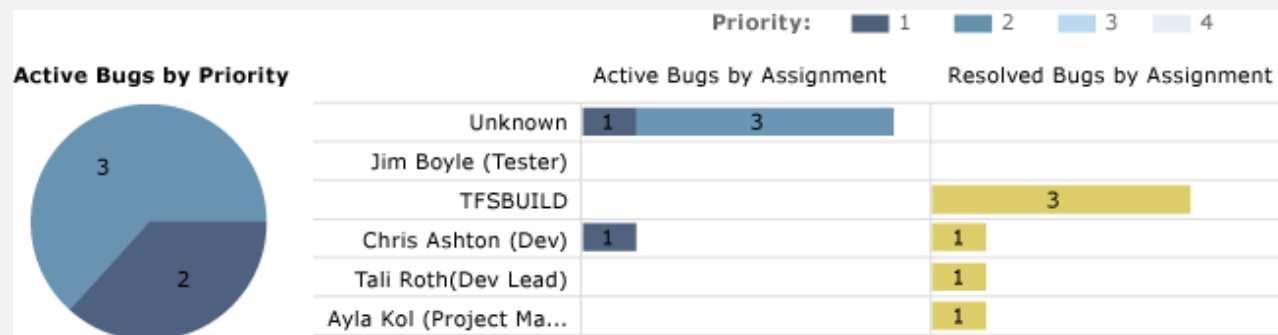 Priority: 1 2 3 4
Active Bugs by Priority Active Bugs by Assignment Resolved Bugs by Assignment
Unknown 1 3
3 Jim Boyle (Tester)
TFSBUILD 3
Chris Ashton (Dev) 1 1
2 Tali Roth(Dev Lead) 1
Ayla Kol (Project Ma... 1